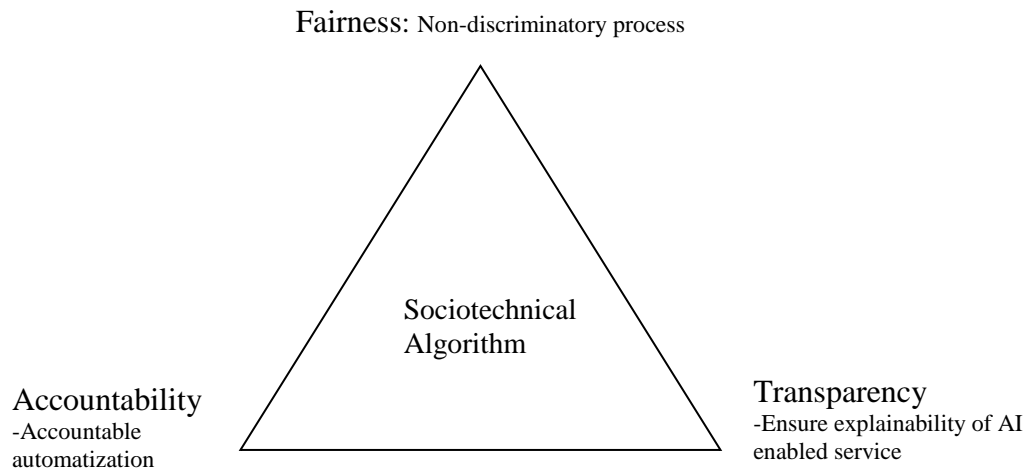 Fairness: Non-discriminatory process
Sociotechnical
Algorithm
Accountability
-Accountable
automatization
Transparency
-Ensure explainability of AI
enabled service